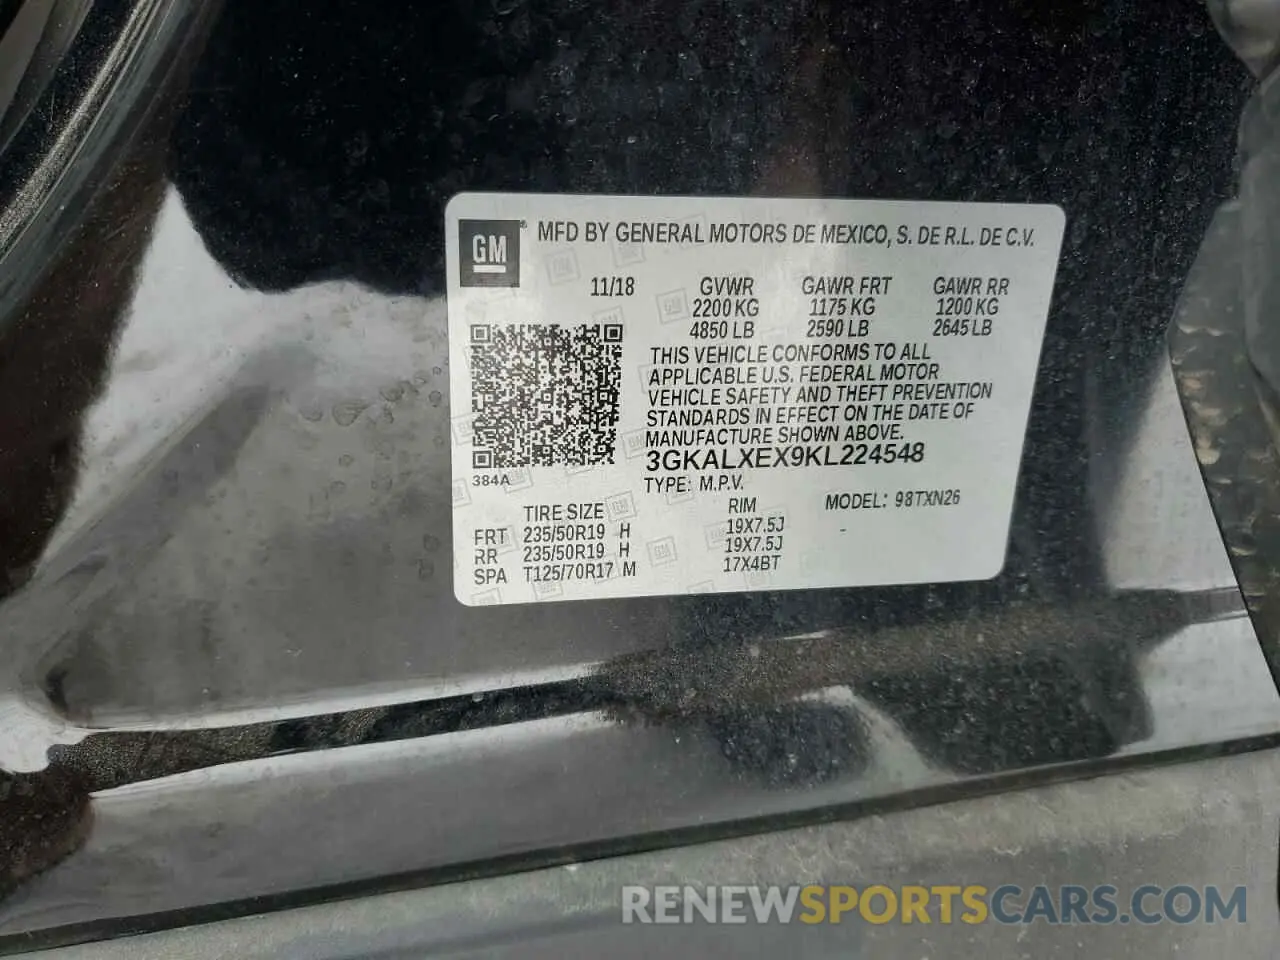 GM® MFD BY GENERAL MOTORS DE MEXICO, S. DE R.L. DE C.V.
11/18 GVWR GAWR FRT GAWR RR
2200 KG 1175 KG 1200 KG
4850 LB 2590 LB 2645 LB
THIS VEHICLE CONFORMS TO ALL
APPLICABLE U.S. FEDERAL MOTOR
VEHICLE SAFETY AND THEFT PREVENTION
STANDARDS IN EFFECT ON THE DATE OF
MANUFACTURE SHOWN ABOVE.
3GKALXEX9KL224548
384A
TYPE: M.P.V.
TIRE SIZE RIM MODEL: 98TXN26
FRT 235/50R19 H 19X7.5J -
RR 235/50R19 H 19X7.5J
SPA T125/70R17 M 17X4BT
RENEWSPORTSCARS.COM